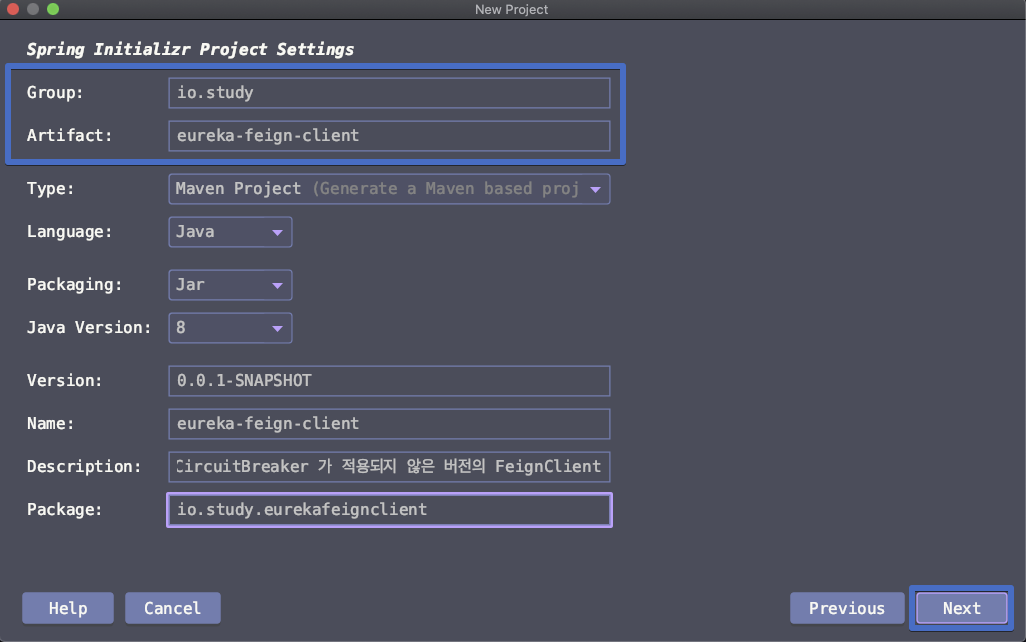 New Project
Spring Initializr Project Settings
Group: io.study
Artifact: eureka-feign-client
Type: Maven Project (Generate a Maven based proj
Language: Java
Packaging: Jar
Java Version: 8
Version: 0.0.1-SNAPSHOT
Name: eureka-feign-client
Description: CircuitBreaker 가 적용되지 않은 버전의 FeignClient
Package: io.study.eurekafeignclient
Help Cancel Previous Next